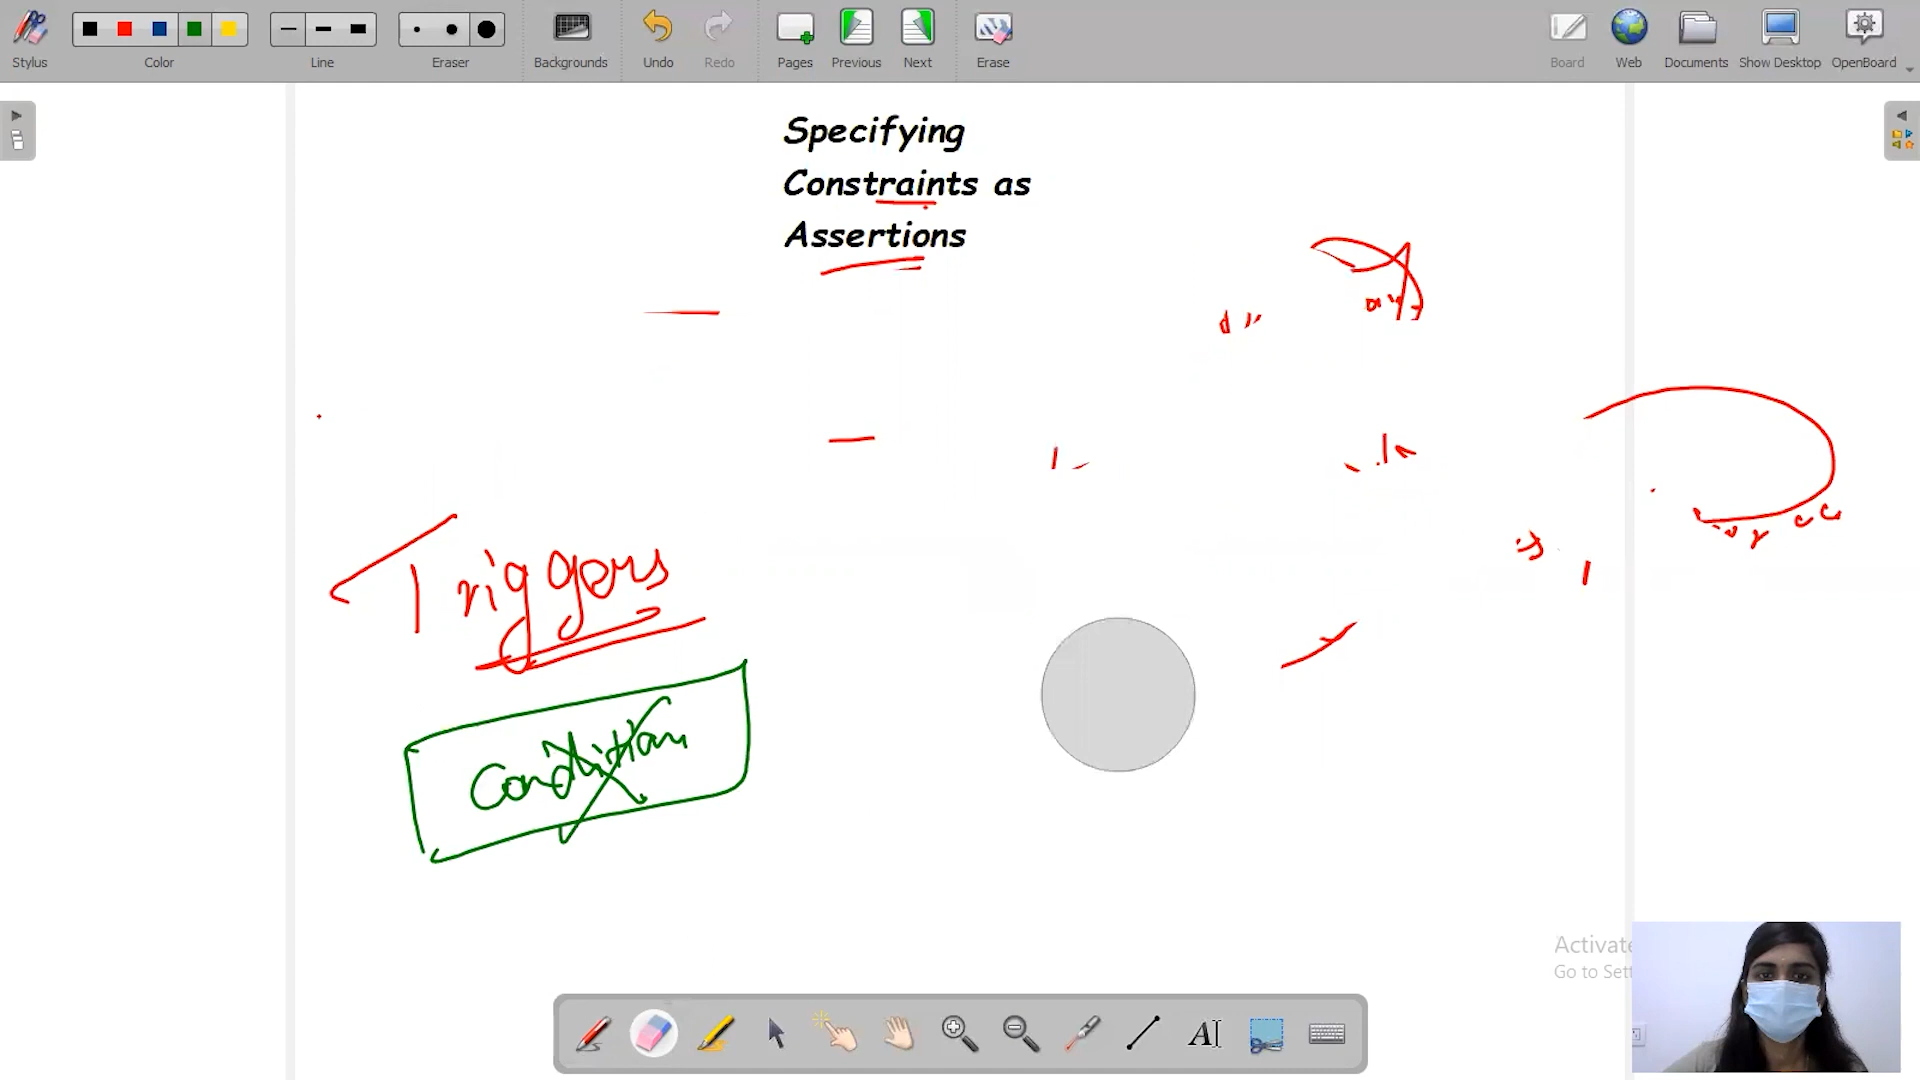 Stylus
Color
Line
Eraser
Backgrounds
Undo
Redo
Pages
Previous
Next
Erase
Board
Web
Documents
Show Desktop
OpenBoard
Specifying
Constraints as
Assertions
Triggers
Condition
Activate
Go to Sett
AI